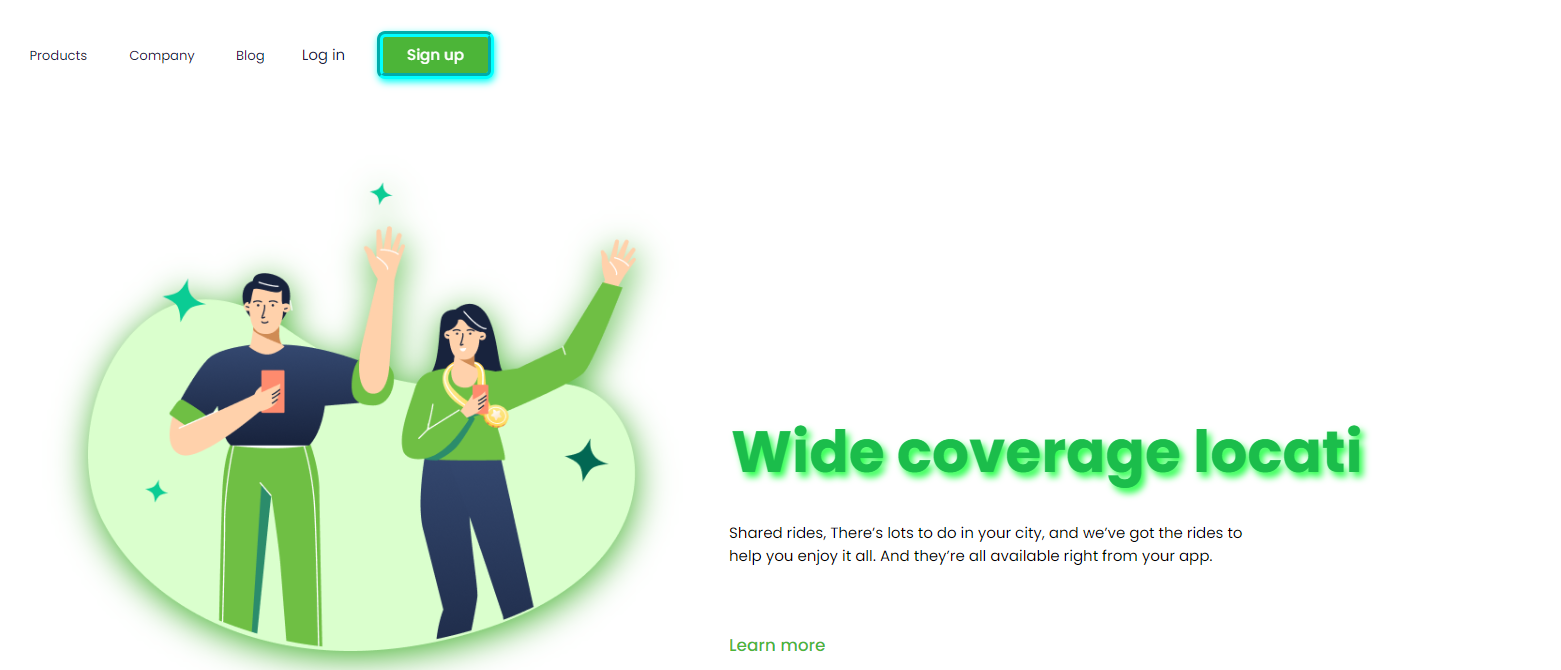 Products Company Blog Log in Sign up
Wide coverage locati
Shared rides, There’s lots to do in your city, and we’ve got the rides to
help you enjoy it all. And they’re all available right from your app.
Learn more